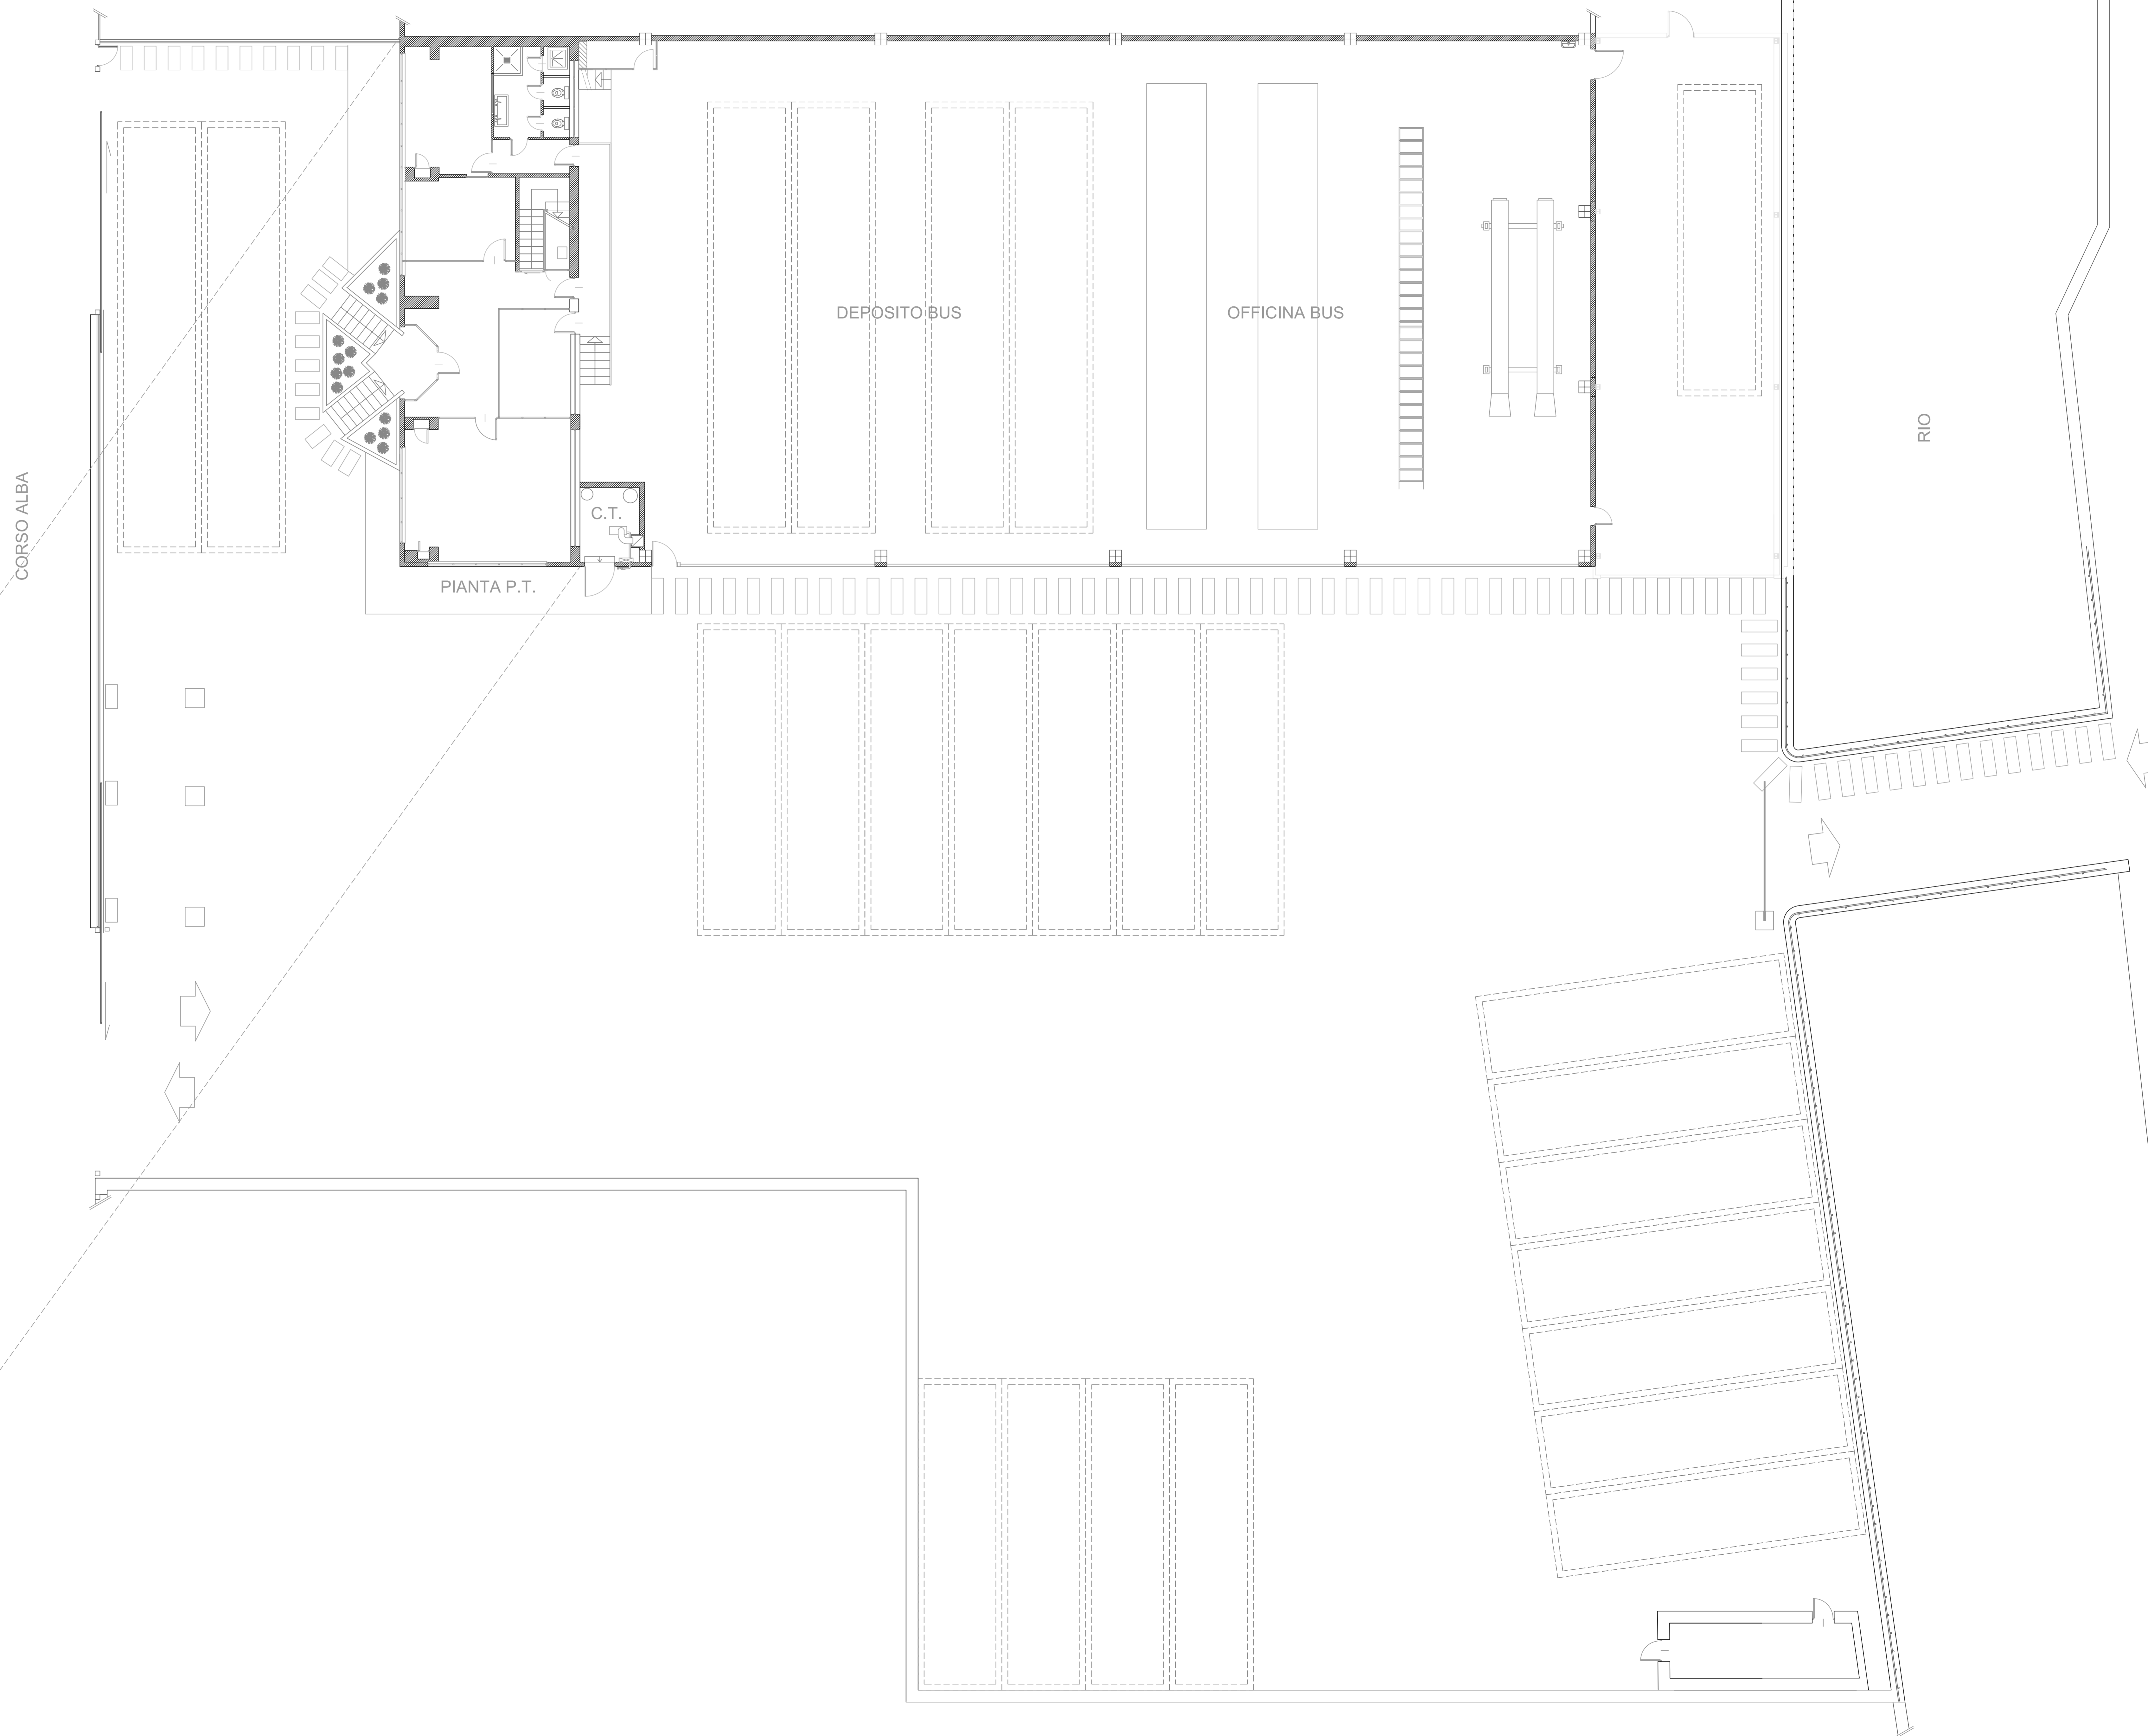 DEPOSITO BUS
OFFICINA BUS
RIO
CORSO ALBA
C.T.
PIANTA P.T.